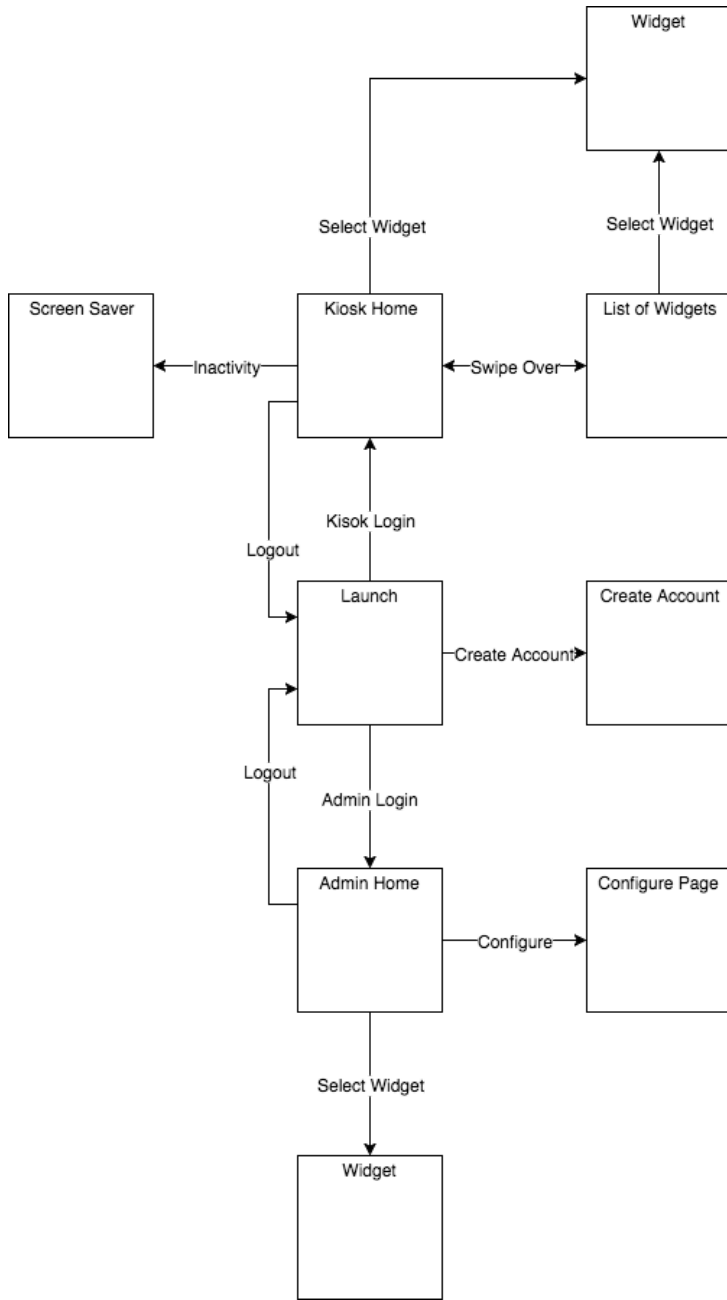 Widget
Select Widget
Select Widget
Screen Saver
Kiosk Home
List of Widgets
Inactivity
Swipe Over
Kisok Login
Logout
Launch
Create Account
Create Account
Logout
Admin Login
Admin Home
Configure Page
Configure
Select Widget
Widget